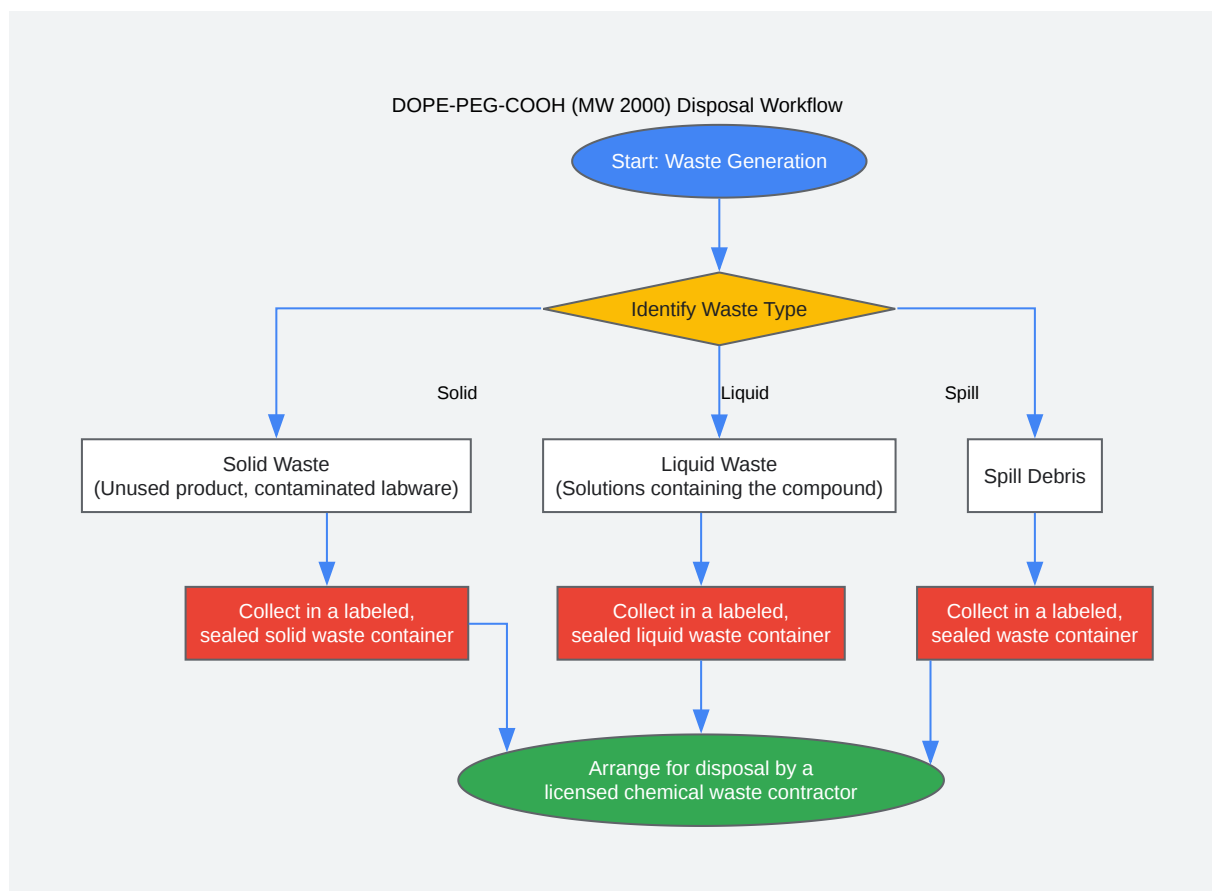 DOPE-PEG-COOH (MW 2000) Disposal Workflow
Start: Waste Generation
Identify Waste Type
Solid
Liquid
Spill
Solid Waste
(Unused product, contaminated labware)
Liquid Waste
(Solutions containing the compound)
Spill Debris
Collect in a labeled,
sealed solid waste container
Collect in a labeled,
sealed liquid waste container
Collect in a labeled,
sealed waste container
Arrange for disposal by a
licensed chemical waste contractor